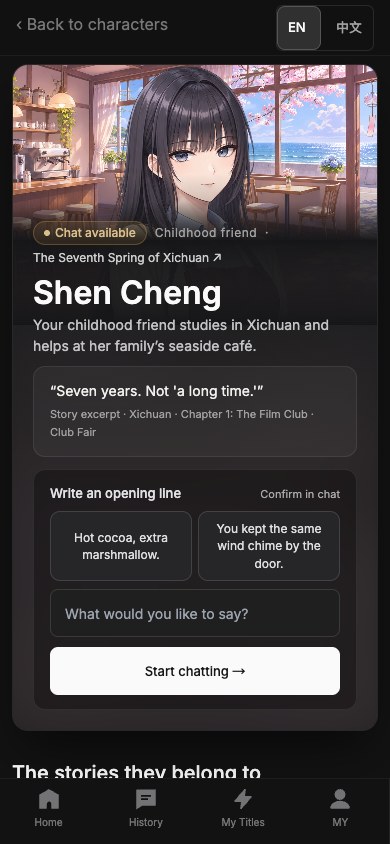 ‹ Back to characters
EN
中文
Chat available
Childhood friend ·
The Seventh Spring of Xichuan ↗
Shen Cheng
Your childhood friend studies in Xichuan and
helps at her family's seaside café.
“Seven years. Not 'a long time.'”
Story excerpt · Xichuan · Chapter 1: The Film Club ·
Club Fair
Write an opening line
Confirm in chat
Hot cocoa, extra
marshmallow.
You kept the same
wind chime by the
door.
What would you like to say?
Start chatting →
The stories they belong to
Home
History
My Titles
MY